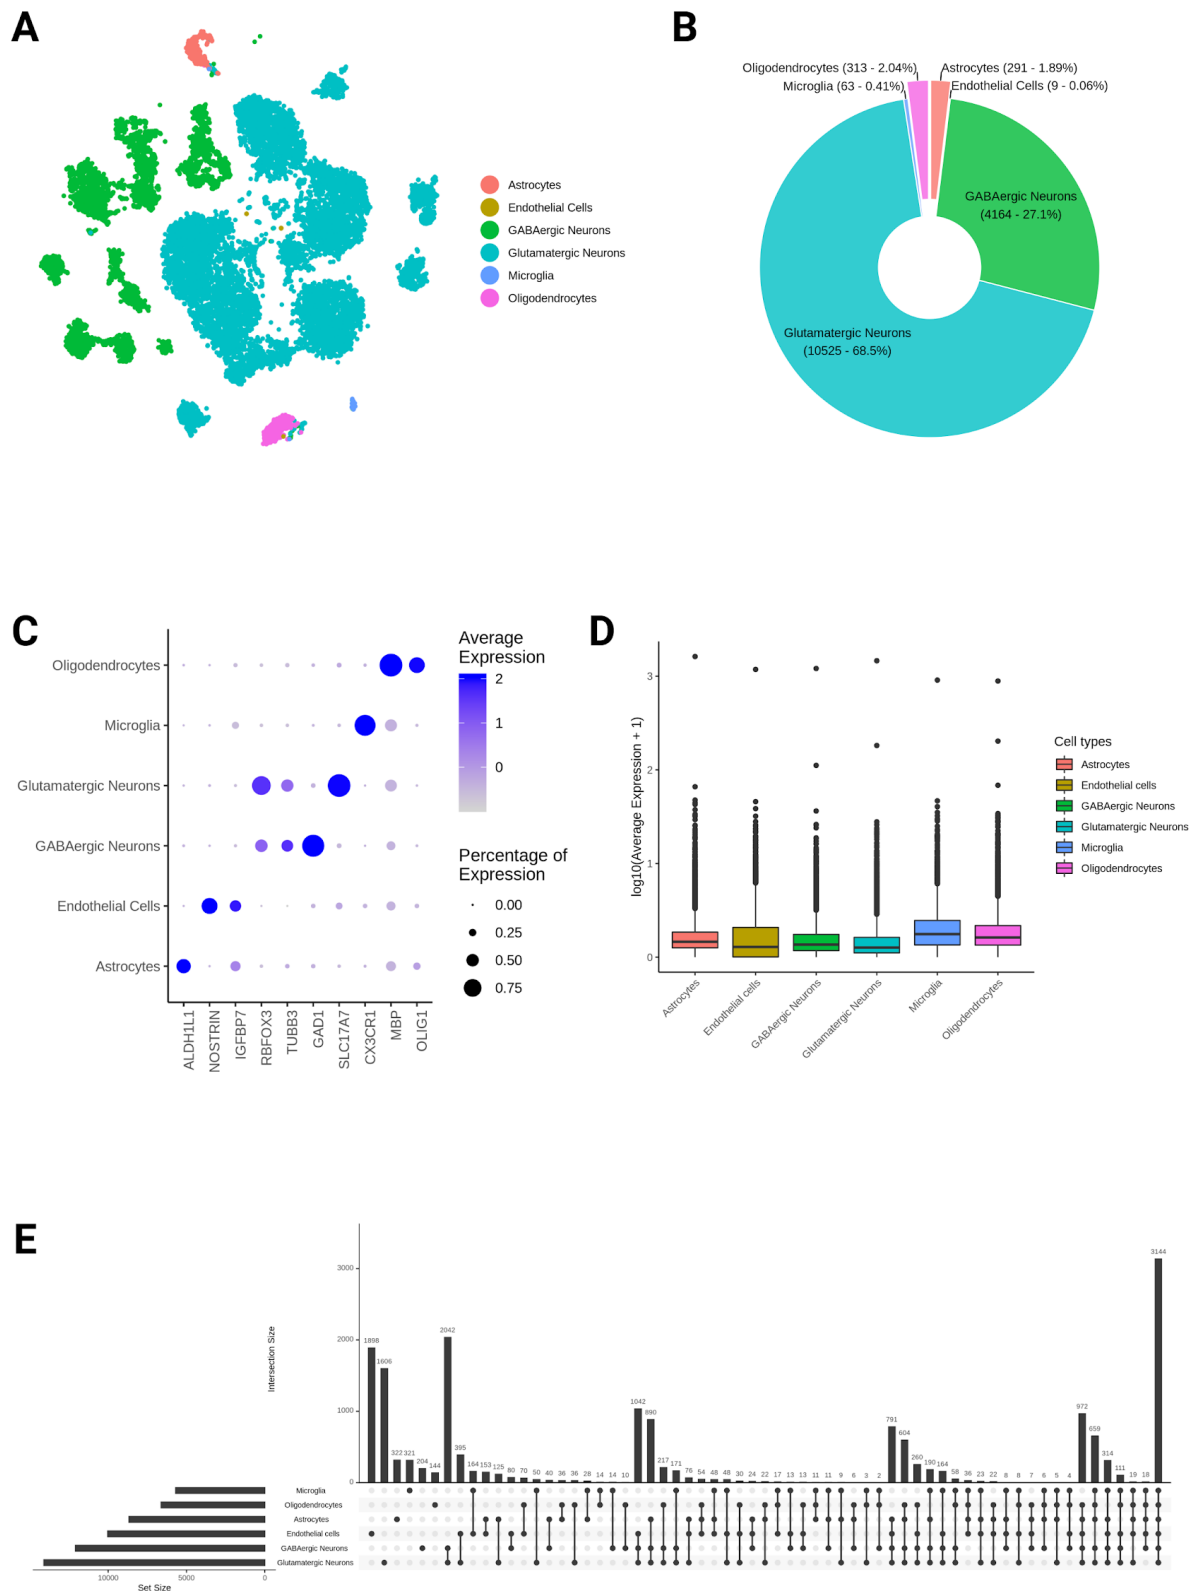 A
B
Astrocytes
Endothelial Cells
GABAergic Neurons
Glutamatergic Neurons
Microglia
Oligodendrocytes
Oligodendrocytes (313 - 2.04%)
Astrocytes (291 - 1.89%)
Microglia (63 - 0.41%)
Endothelial Cells (9 - 0.06%)
GABAergic Neurons
(4164 - 27.1%)
Glutamatergic Neurons
(10525 - 68.5%)
C
Oligodendrocytes
Microglia
Glutamatergic Neurons
GABAergic Neurons
Endothelial Cells
Astrocytes
ALDH1L1
NOSTRIN
IGFBP7
RBFOX3
TUBB3
GAD1
SLC17A7
CX3CR1
MBP
OLIG1
Average
Expression
2
1
0
Percentage of
Expression
0.00
0.25
0.50
0.75
D
log10(Average Expression + 1)
3
2
1
0
Astrocytes
Endothelial cells
GABAergic Neurons
Glutamatergic Neurons
Microglia
Oligodendrocytes
Cell types
Astrocytes
Endothelial cells
GABAergic Neurons
Glutamatergic Neurons
Microglia
Oligodendrocytes
E
Intersection Size
3000
2000
1000
0
1898 1606 322 321 204 144 2042 395 164 153 125 80 70 50 40 36 36 28 14 14 10 1042 890 217 171 76 54 48 48 30 24 22 17 13 13 11 11 9 6 3 2 791 604 260 190 164 58 36 23 22 8 8 7 6 5 4 972 659 314 111 19 18 3144
Microglia
Oligodendrocytes
Astrocytes
Endothelial cells
GABAergic Neurons
Glutamatergic Neurons
10000 5000 0
Set Size